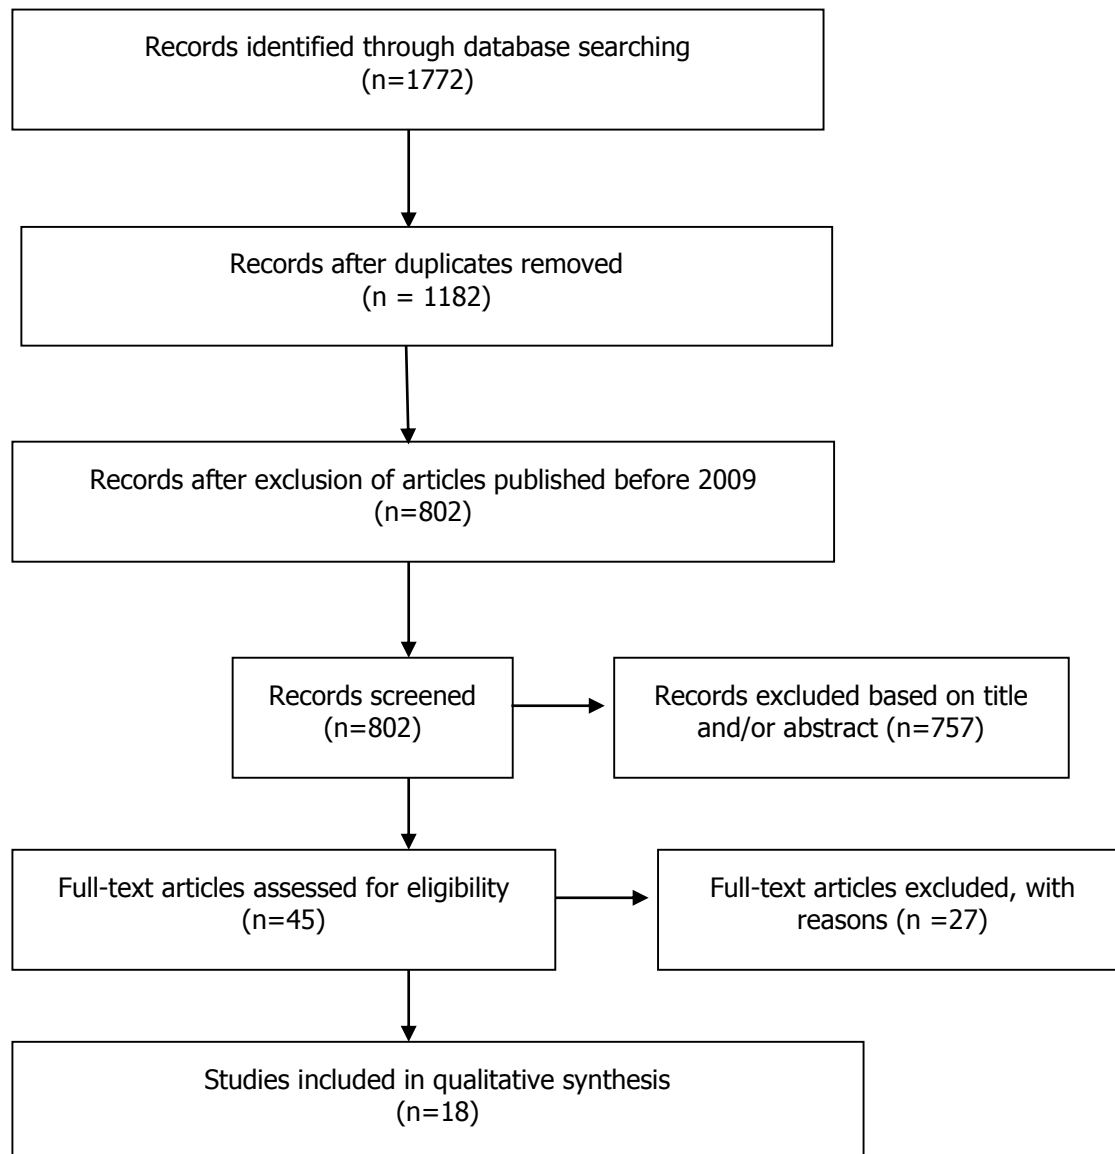 Records identified through database searching
(n=1772)
Records after duplicates removed
(n = 1182)
Records after exclusion of articles published before 2009
(n=802)
Records screened
(n=802)
Records excluded based on title
and/or abstract (n=757)
Full-text articles assessed for eligibility
(n=45)
Full-text articles excluded, with
reasons (n =27)
Studies included in qualitative synthesis
(n=18)